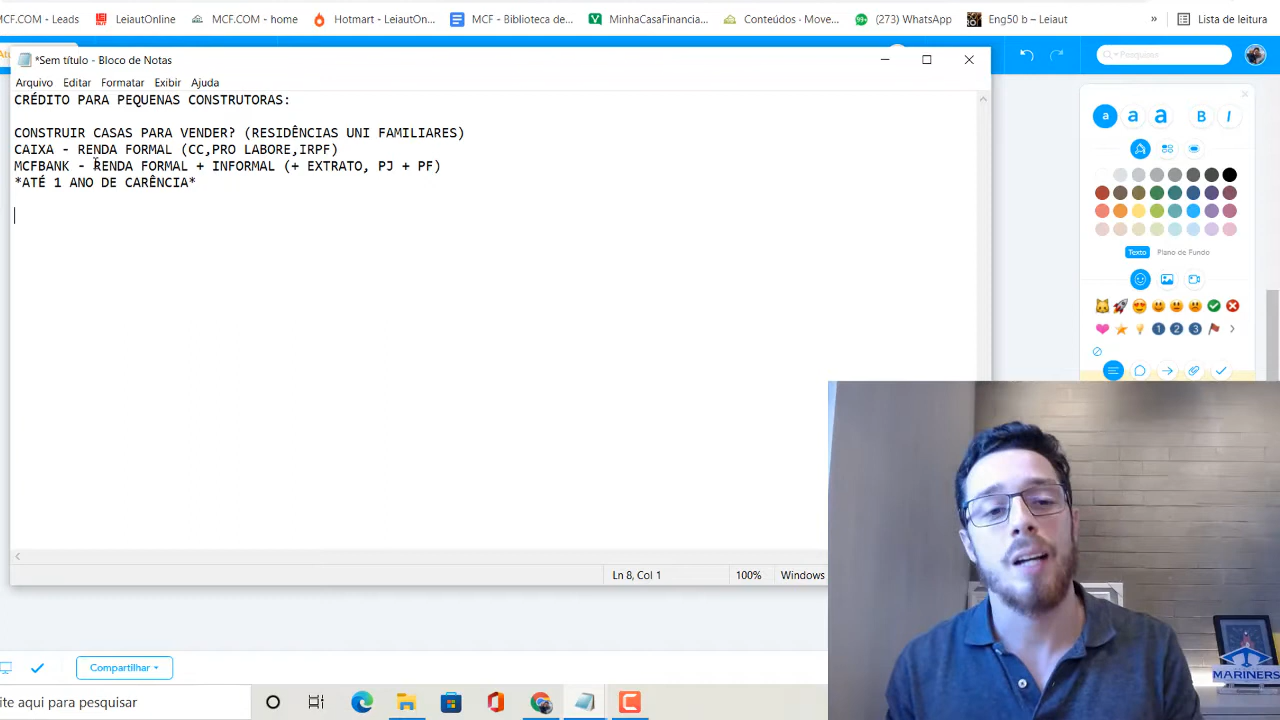 MCF.COM - Leads
LeiautOnline
MCF.COM - home
Hotmart - LeiautOn...
MCF - Biblioteca de...
MinhaCasaFinancia...
Conteúdos · Move...
(273) WhatsApp
Eng50 b – Leiaut
»
Lista de leitura
*Sem título - Bloco de Notas
Pesquisar
Arquivo Editar Formatar Exibir Ajuda
CRÉDITO PARA PEQUENAS CONSTRUTORAS:
CONSTRUIR CASAS PARA VENDER? (RESIDÊNCIAS UNI FAMILIARES)
CAIXA - RENDA FORMAL (CC,PRO LABORE,IRPF)
MCFBANK - RENDA FORMAL + INFORMAL (+ EXTRATO, PJ + PF)
*ATÉ 1 ANO DE CARÊNCIA*
a a a B I
Texto
Plano de Fundo
1 2 3
Ln 8, Col 1
100%
Windows
Compartilhar
MARINERS
ite aqui para pesquisar